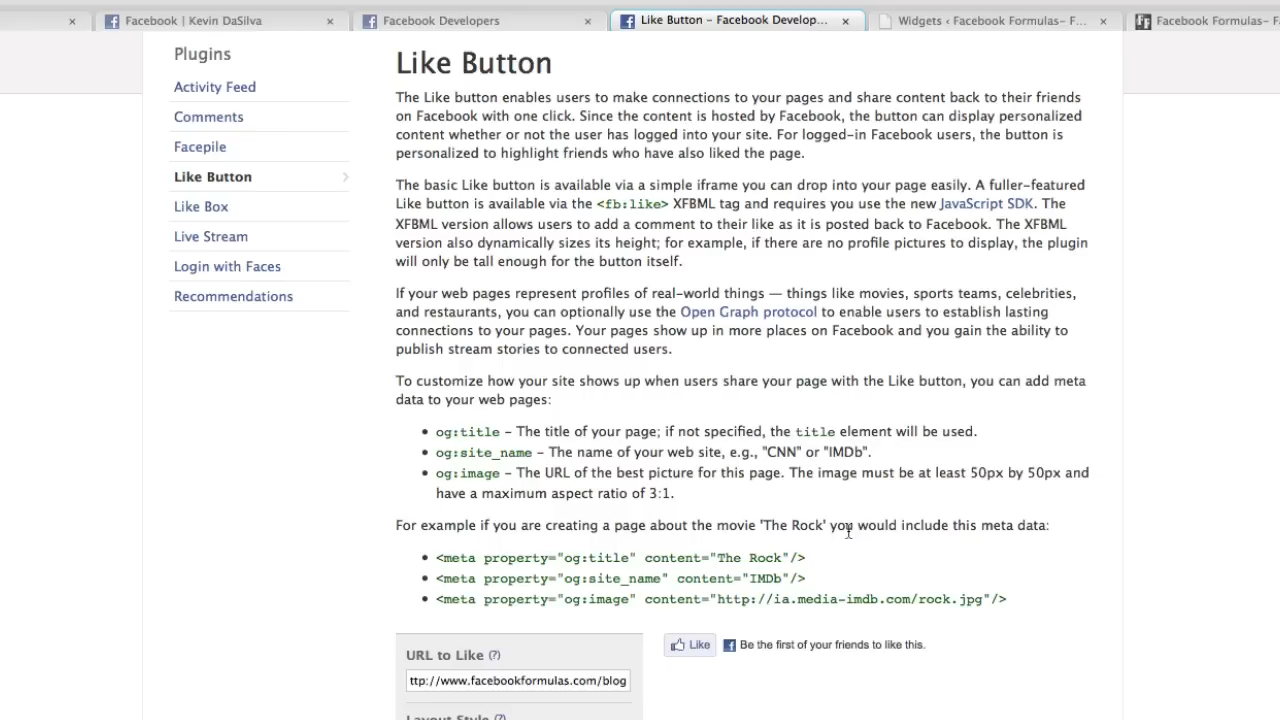 Facebook | Kevin DaSilva
Facebook Developers
Like Button – Facebook Develop...
Widgets ‹ Facebook Formulas– F...
Facebook Formulas– F
Plugins
Activity Feed
Comments
Facepile
Like Button
Like Box
Live Stream
Login with Faces
Recommendations
Like Button
The Like button enables users to make connections to your pages and share content back to their friends
on Facebook with one click. Since the content is hosted by Facebook, the button can display personalized
content whether or not the user has logged into your site. For logged-in Facebook users, the button is
personalized to highlight friends who have also liked the page.
The basic Like button is available via a simple iframe you can drop into your page easily. A fuller-featured
Like button is available via the <fb:like> XFBML tag and requires you use the new JavaScript SDK. The
XFBML version allows users to add a comment to their like as it is posted back to Facebook. The XFBML
version also dynamically sizes its height; for example, if there are no profile pictures to display, the plugin
will only be tall enough for the button itself.
If your web pages represent profiles of real-world things — things like movies, sports teams, celebrities,
and restaurants, you can optionally use the Open Graph protocol to enable users to establish lasting
connections to your pages. Your pages show up in more places on Facebook and you gain the ability to
publish stream stories to connected users.
To customize how your site shows up when users share your page with the Like button, you can add meta
data to your web pages:
• og:title – The title of your page; if not specified, the title element will be used.
• og:site_name – The name of your web site, e.g., "CNN" or "IMDb".
• og:image – The URL of the best picture for this page. The image must be at least 50px by 50px and
have a maximum aspect ratio of 3:1.
For example if you are creating a page about the movie 'The Rock' you would include this meta data:
• <meta property="og:title" content="The Rock"/>
• <meta property="og:site_name" content="IMDb"/>
• <meta property="og:image" content="http://ia.media-imdb.com/rock.jpg"/>
URL to Like (?)
ttp://www.facebookformulas.com/blog
Layout Style (?)
Like
Be the first of your friends to like this.